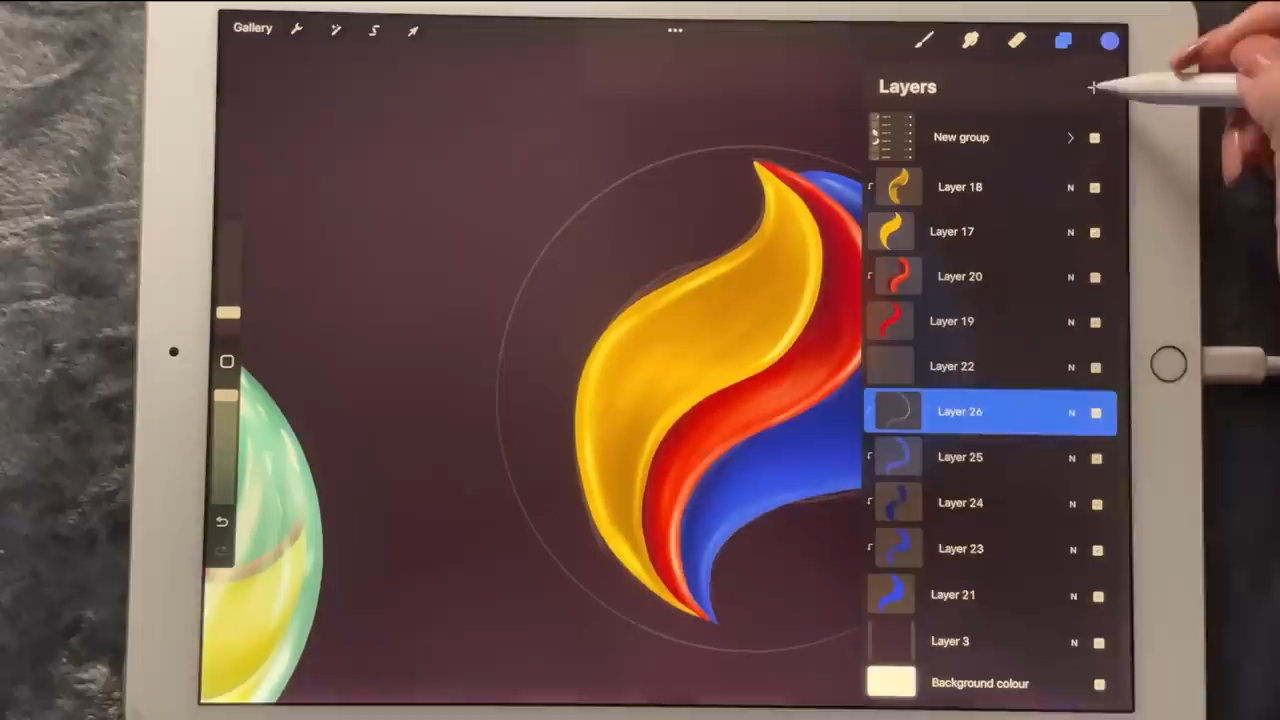 Gallery
Layers
New group
Layer 18 N
Layer 17 N
Layer 20 N
Layer 19 N
Layer 22 N
Layer 26 N
Layer 25 N
Layer 24 N
Layer 23 N
Layer 21 N
Layer 3 N
Background colour